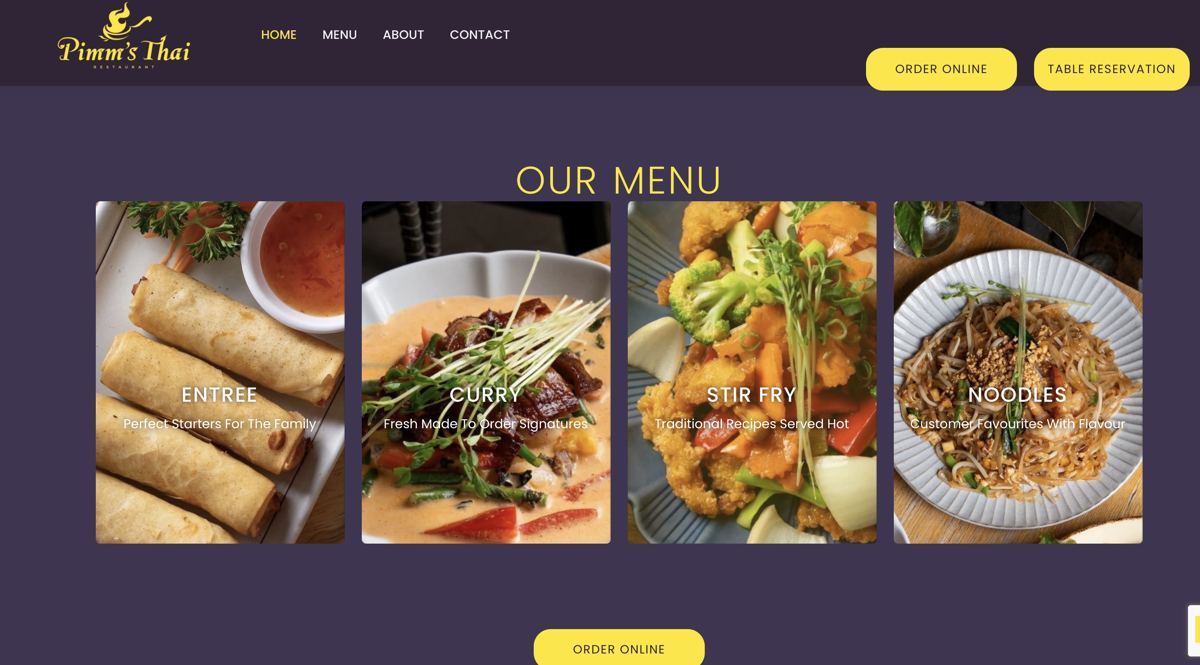 Pimm's Thai
RESTAURANT
HOME
MENU
ABOUT
CONTACT
ORDER ONLINE
TABLE RESERVATION
OUR MENU
ENTREE
Perfect Starters For The Family
CURRY
Fresh Made To Order Signatures
STIR FRY
Traditional Recipes Served Hot
NOODLES
Customer Favourites With Flavour
ORDER ONLINE